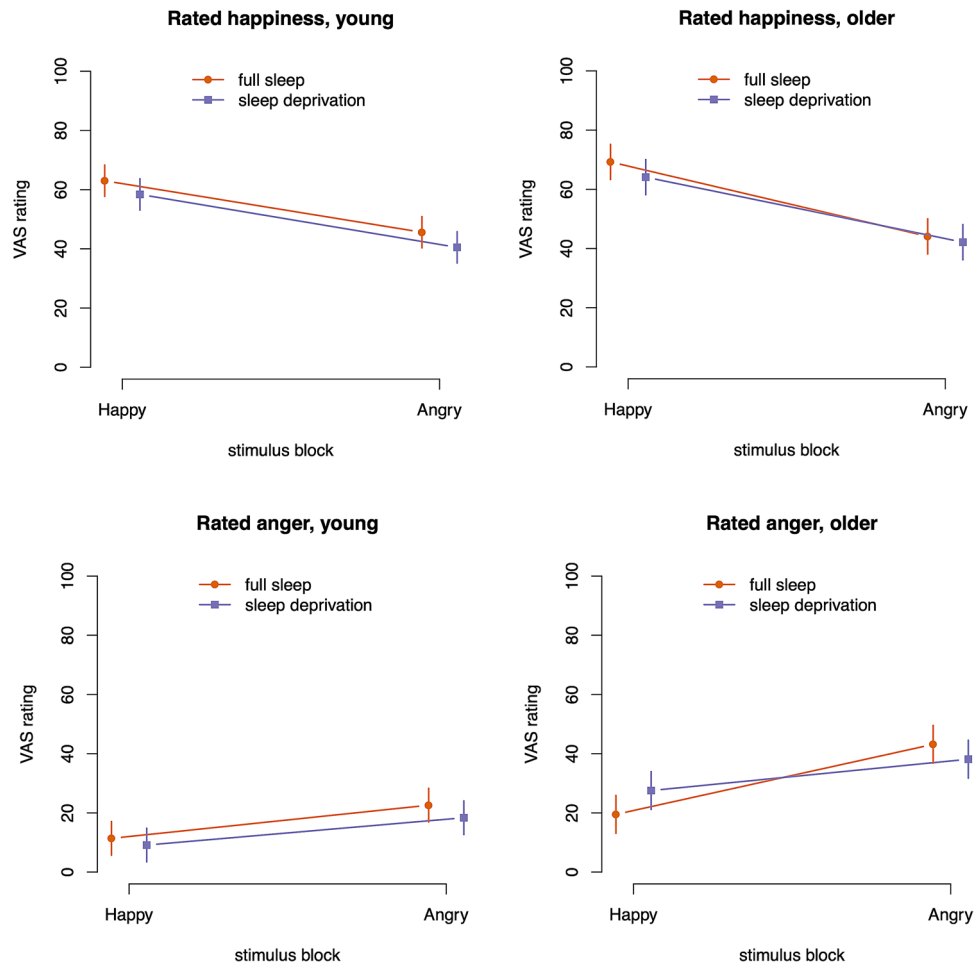 Rated happiness, young
full sleep
sleep deprivation
VAS rating
100
80
60
40
20
0
Happy
Angry
stimulus block
Rated happiness, older
full sleep
sleep deprivation
VAS rating
100
80
60
40
20
0
Happy
Angry
stimulus block
Rated anger, young
full sleep
sleep deprivation
VAS rating
100
80
60
40
20
0
Happy
Angry
stimulus block
Rated anger, older
full sleep
sleep deprivation
VAS rating
100
80
60
40
20
0
Happy
Angry
stimulus block